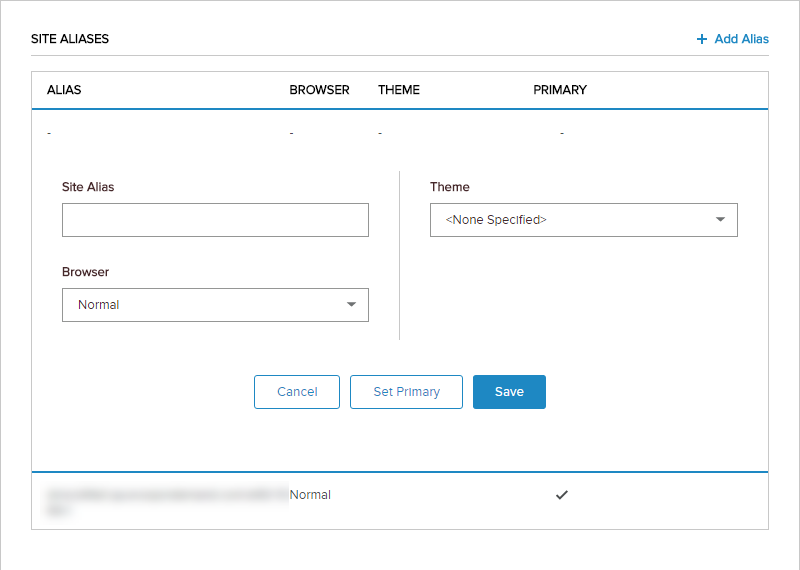 SITE ALIASES
+ Add Alias
ALIAS BROWSER THEME PRIMARY
- - - -
Site Alias
Theme
<None Specified>
Browser
Normal
Cancel Set Primary Save
Normal